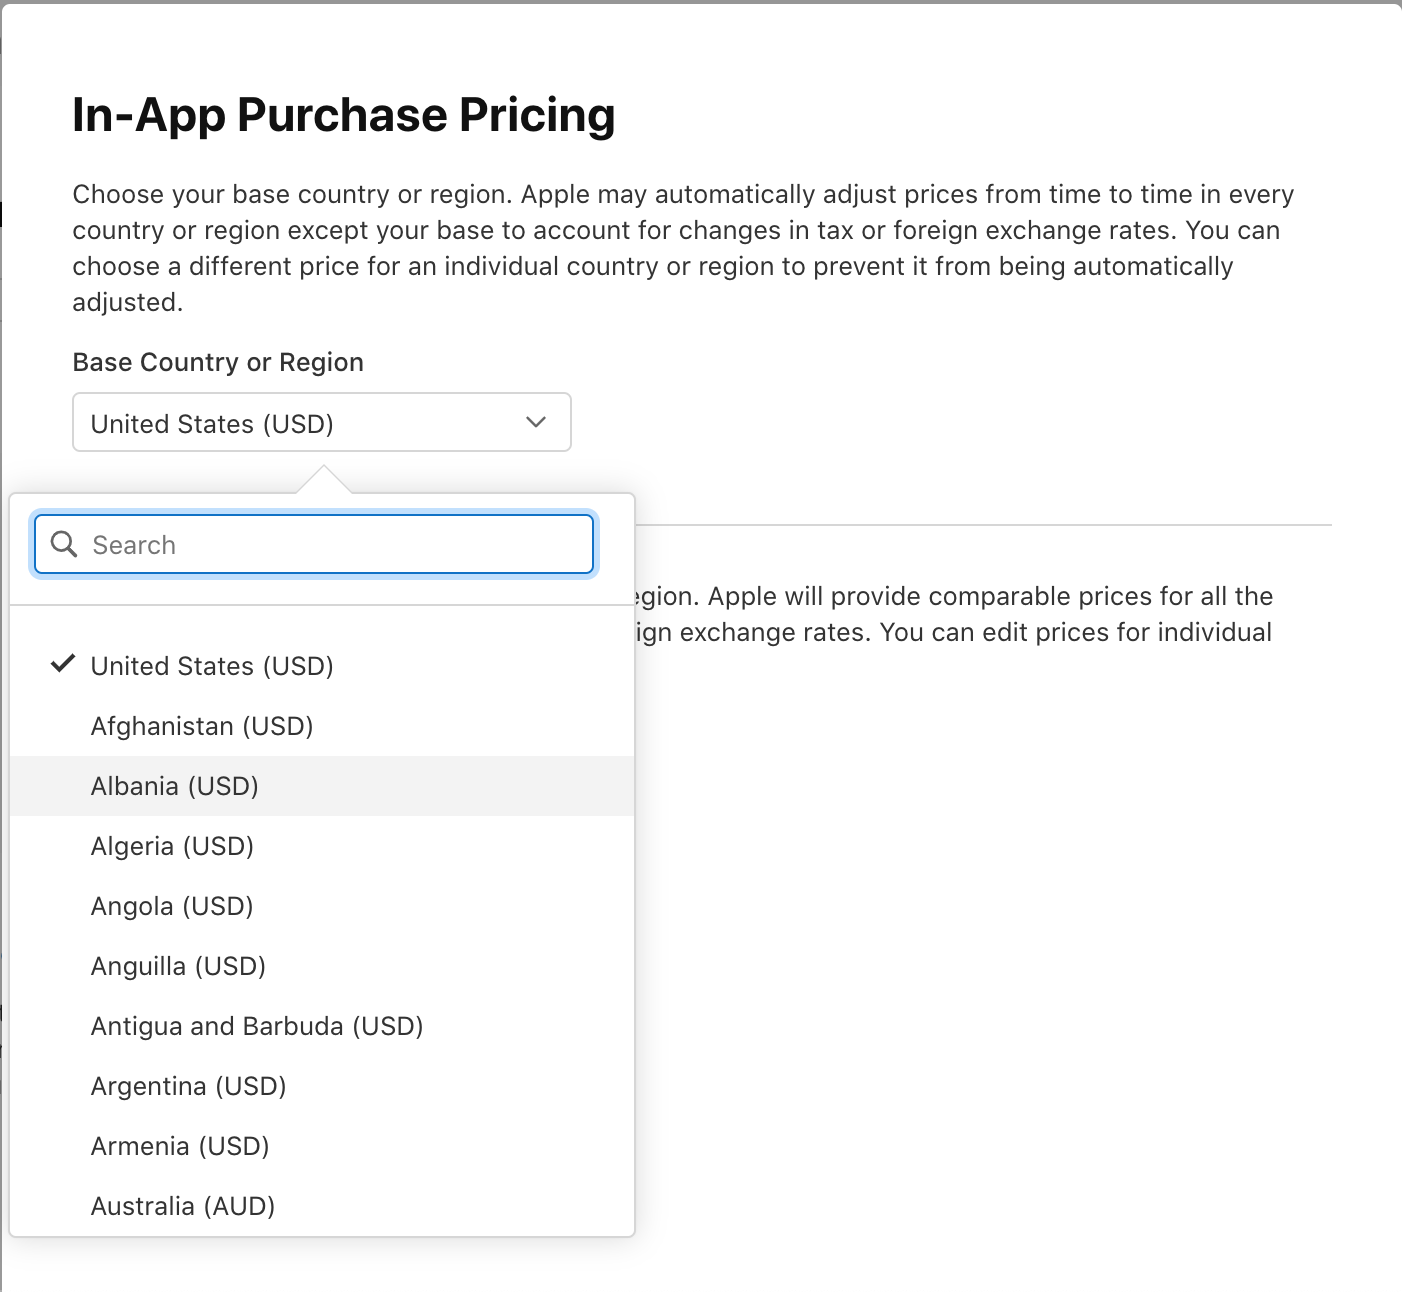 In-App Purchase Pricing
Choose your base country or region. Apple may automatically adjust prices from time to time in every
country or region except your base to account for changes in tax or foreign exchange rates. You can
choose a different price for an individual country or region to prevent it from being automatically
adjusted.
Base Country or Region
United States (USD)
Search
egion. Apple will provide comparable prices for all the
ign exchange rates. You can edit prices for individual
United States (USD)
Afghanistan (USD)
Albania (USD)
Algeria (USD)
Angola (USD)
Anguilla (USD)
Antigua and Barbuda (USD)
Argentina (USD)
Armenia (USD)
Australia (AUD)